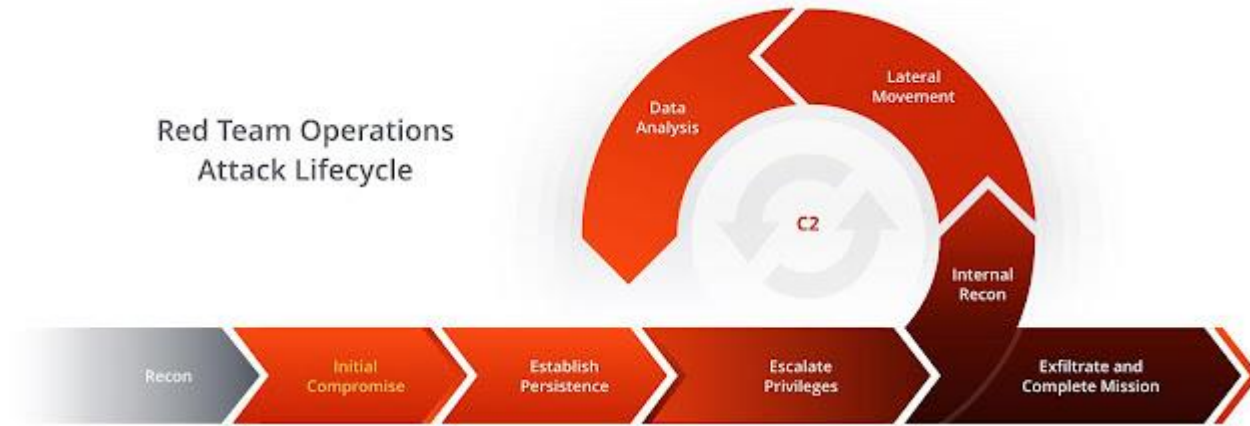 Red Team Operations
Attack Lifecycle
Data
Analysis
Lateral
Movement
C2
Internal
Recon
Recon
Initial
Compromise
Establish
Persistence
Escalate
Privileges
Exfiltrate and
Complete Mission